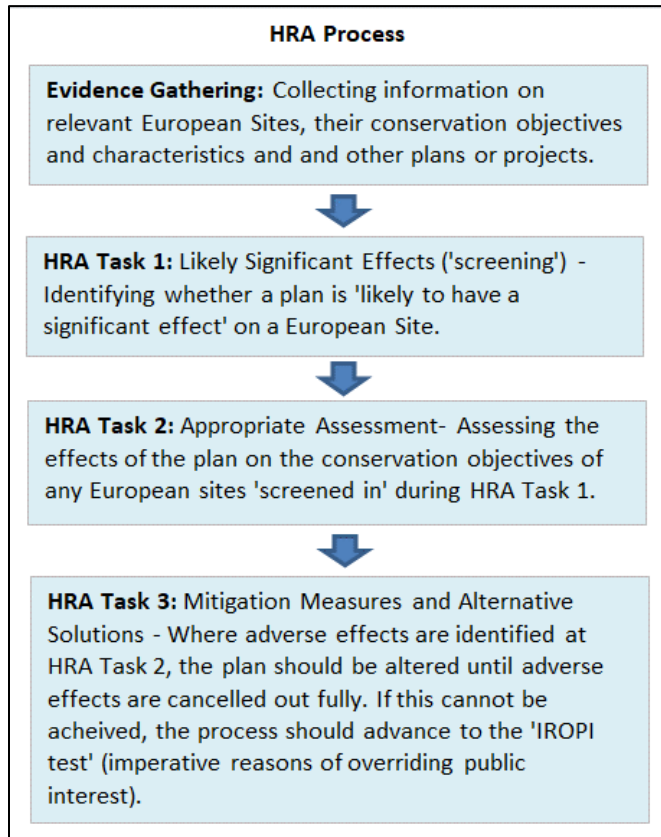 HRA Process
Evidence Gathering: Collecting information on
relevant European Sites, their conservation objectives
and characteristics and and other plans or projects.
HRA Task 1: Likely Significant Effects ('screening') -
Identifying whether a plan is 'likely to have a
significant effect' on a European Site.
HRA Task 2: Appropriate Assessment- Assessing the
effects of the plan on the conservation objectives of
any European sites 'screened in' during HRA Task 1.
HRA Task 3: Mitigation Measures and Alternative
Solutions - Where adverse effects are identified at
HRA Task 2, the plan should be altered until adverse
effects are cancelled out fully. If this cannot be
acheived, the process should advance to the 'IROPI
test' (imperative reasons of overriding public
interest).